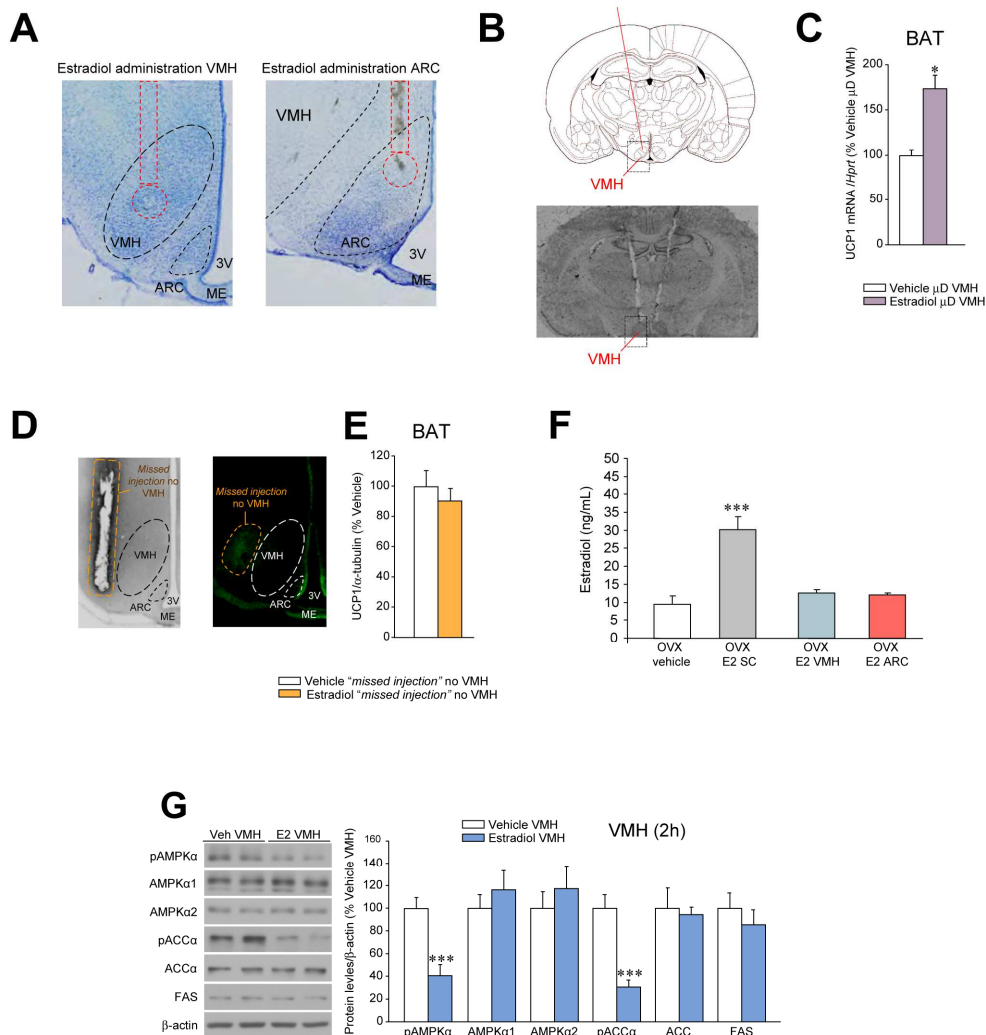 A
Estradiol administration VMH
Estradiol administration ARC
VMH
ARC
3V
ME
VMH
ARC
3V
ME
B
VMH
VMH
C
BAT
UCP1 mRNA /Hprt (% Vehicle μD VMH)
200
150
100
50
0
*
Vehicle μD VMH
Estradiol μD VMH
D
Missed
injection no
VMH
VMH
ARC
3V
ME
Missed injection
no VMH
VMH
ARC
3V
ME
E
BAT
UCP1/α-tubulin (% Vehicle)
120
100
80
60
40
20
0
Vehicle “missed injection” no VMH
Estradiol “missed injection” no VMH
F
Estradiol (ng/mL)
50
45
40
35
30
25
20
15
10
5
0
***
OVX
vehicle
OVX
E2 SC
OVX
E2 VMH
OVX
E2 ARC
G
Veh VMH
E2 VMH
pAMPKα
AMPKα1
AMPKα2
pACCα
ACCα
FAS
β-actin
Vehicle VMH
Estradiol VMH
VMH (2h)
Protein levles/β-actin (% Vehicle VMH)
160
140
120
100
80
60
40
20
0
***
***
pAMPKα
AMPKα1
AMPKα2
pACCα
ACC
FAS